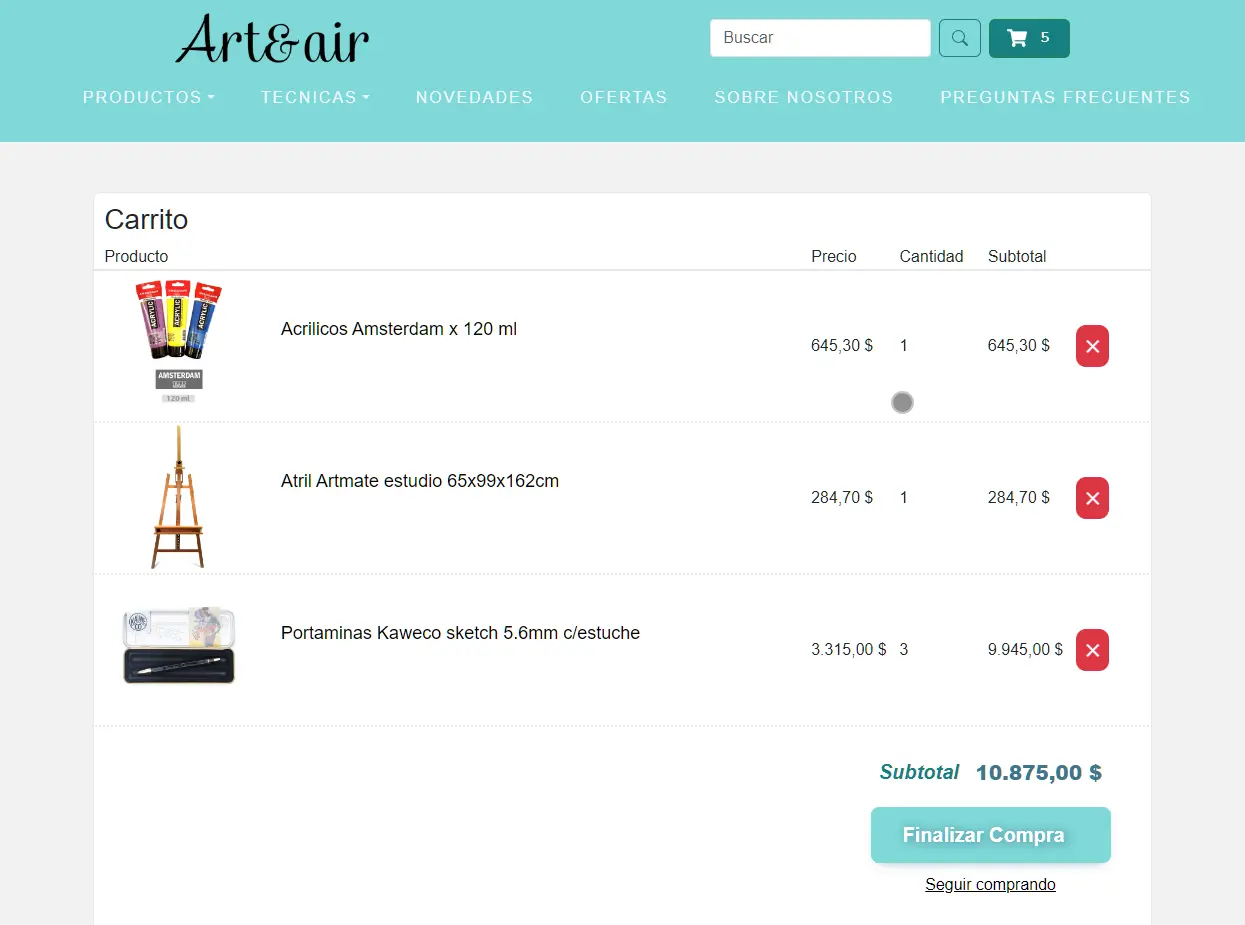 Art&air
Buscar
5
PRODUCTOS
TECNICAS
NOVEDADES
OFERTAS
SOBRE NOSOTROS
PREGUNTAS FRECUENTES
Carrito
Producto Precio Cantidad Subtotal
ACRYLIC ACRYLIC ACRYLIC
AMSTERDAM
120 ml
Acrilicos Amsterdam x 120 ml
645,30 $ 1 645,30 $
Atril Artmate estudio 65x99x162cm
284,70 $ 1 284,70 $
Portaminas Kaweco sketch 5.6mm c/estuche
3.315,00 $ 3 9.945,00 $
Subtotal 10.875,00 $
Finalizar Compra
Seguir comprando